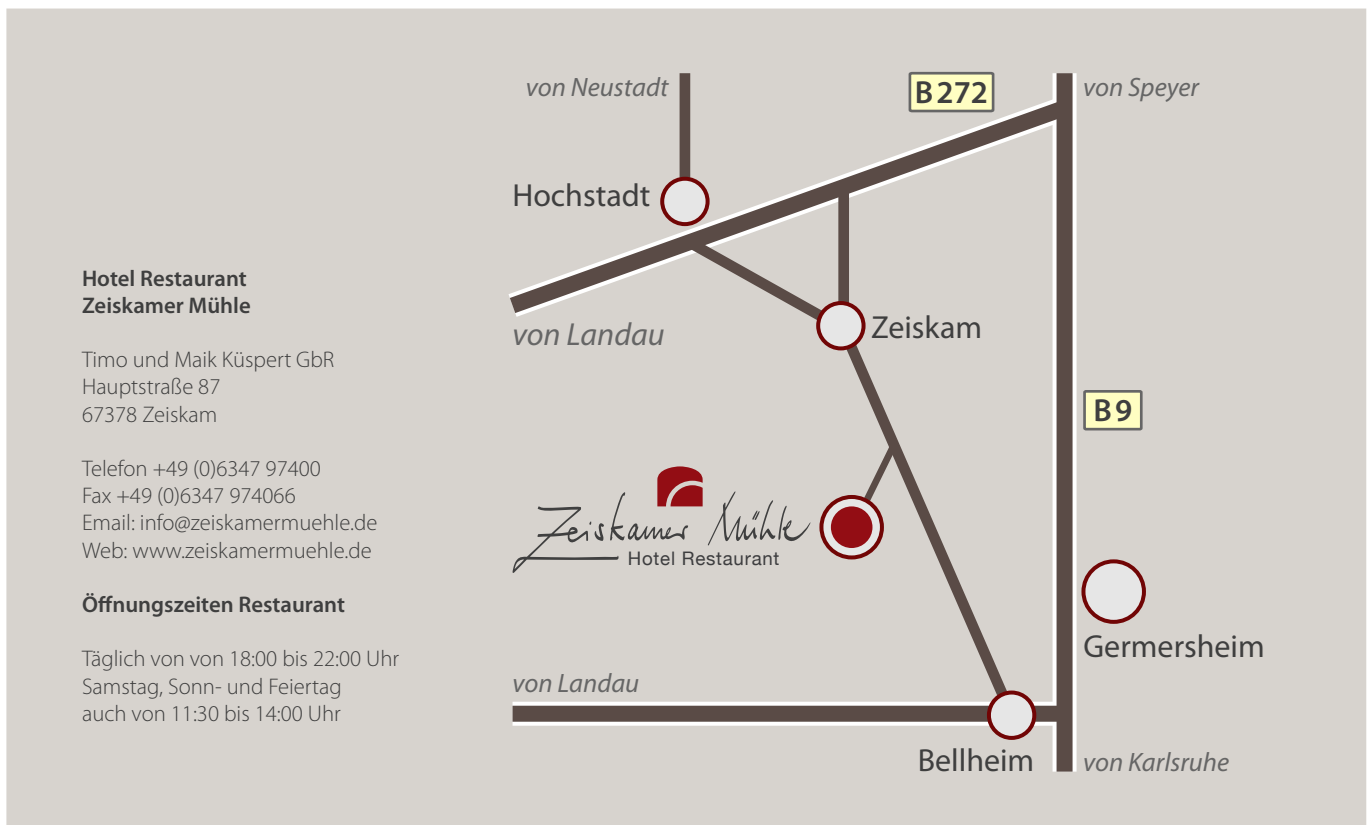 Hotel Restaurant
Zeiskamer Mühle
Timo und Maik Küspert GbR
Hauptstraße 87
67378 Zeiskam
Telefon +49 (0)6347 97400
Fax +49 (0)6347 974066
Email: info@zeiskamermuehle.de
Web: www.zeiskamermuehle.de
Öffnungszeiten Restaurant
Täglich von von 18:00 bis 22:00 Uhr
Samstag, Sonn- und Feiertag
auch von 11:30 bis 14:00 Uhr
von Neustadt
B 272
von Speyer
Hochstadt
von Landau
Zeiskam
B 9
Zeiskamer Mühle
Hotel Restaurant
Germersheim
von Landau
Bellheim
von Karlsruhe